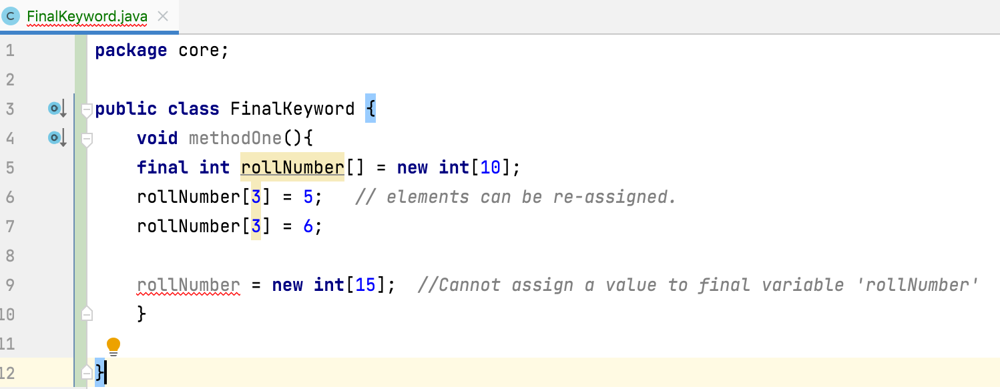 FinalKeyword.java
1 package core;
2
3 public class FinalKeyword {
4 void methodOne(){
5 final int rollNumber[] = new int[10];
6 rollNumber[3] = 5; // elements can be re-assigned.
7 rollNumber[3] = 6;
8
9 rollNumber = new int[15]; //Cannot assign a value to final variable 'rollNumber'
10 }
11
12 }